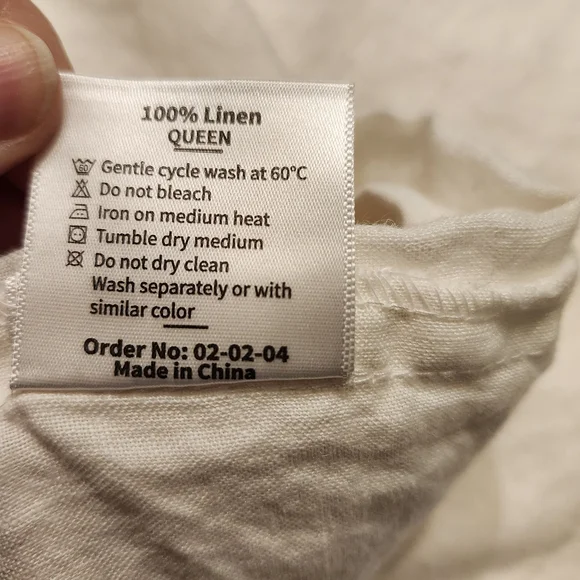 100% Linen
QUEEN
Gentle cycle wash at 60°C
Do not bleach
Iron on medium heat
Tumble dry medium
Do not dry clean
Wash separately or with
similar color
Order No: 02-02-04
Made in China